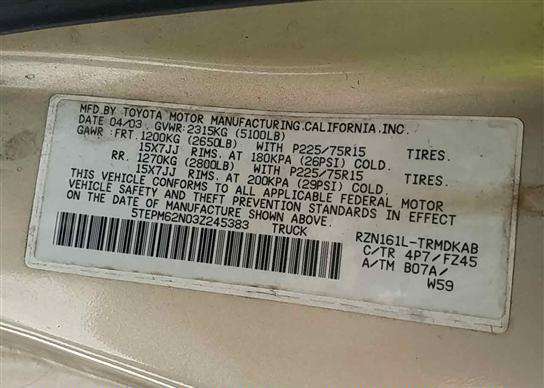 MFD.BY TOYOTA MOTOR MANUFACTURING,CALIFORNIA,INC.
DATE 04/03 GVWR:2315KG (5100LB)
GAWR: FRT.1200KG (2650LB) WITH P225/75R15 TIRES.
15X7JJ RIMS, AT 180KPA (26PSI) COLD.
RR. 1270KG (2800LB) WITH P225/75R15 TIRES.
15X7JJ RIMS, AT 200KPA (29PSI) COLD.
THIS VEHICLE CONFORMS TO ALL APPLICABLE FEDERAL MOTOR
VEHICLE SAFETY AND THEFT PREVENTION STANDARDS IN EFFECT
ON THE DATE OF MANUFACTURE SHOWN ABOVE.
5TEPM62N03Z245383 TRUCK
RZN161L-TRMDKAB
C/TR 4P7/FZ45
A/TM B07A/
W59